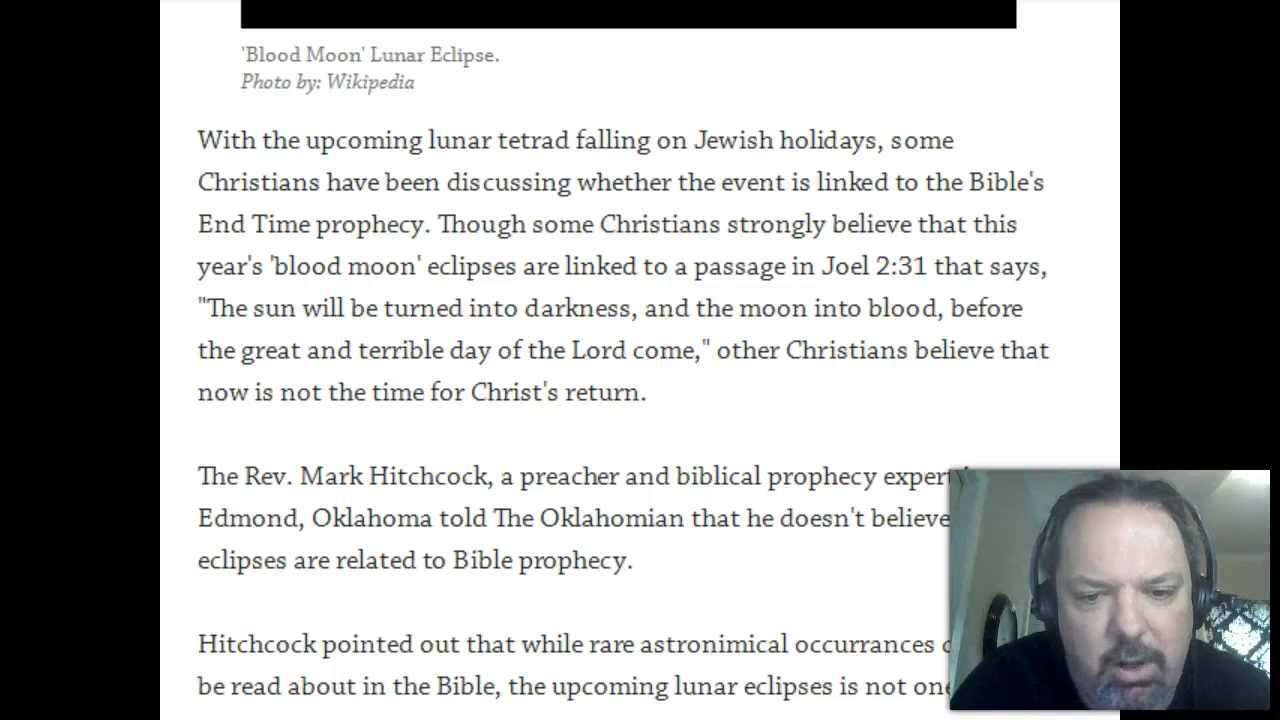 'Blood Moon' Lunar Eclipse.
Photo by: Wikipedia
With the upcoming lunar tetrad falling on Jewish holidays, some
Christians have been discussing whether the event is linked to the Bible's
End Time prophecy. Though some Christians strongly believe that this
year's 'blood moon' eclipses are linked to a passage in Joel 2:31 that says,
"The sun will be turned into darkness, and the moon into blood, before
the great and terrible day of the Lord come," other Christians believe that
now is not the time for Christ's return.
The Rev. Mark Hitchcock, a preacher and biblical prophecy expert
Edmond, Oklahoma told The Oklahomian that he doesn't believe
eclipses are related to Bible prophecy.
Hitchcock pointed out that while rare astronimical occurrances
be read about in the Bible, the upcoming lunar eclipses is not one